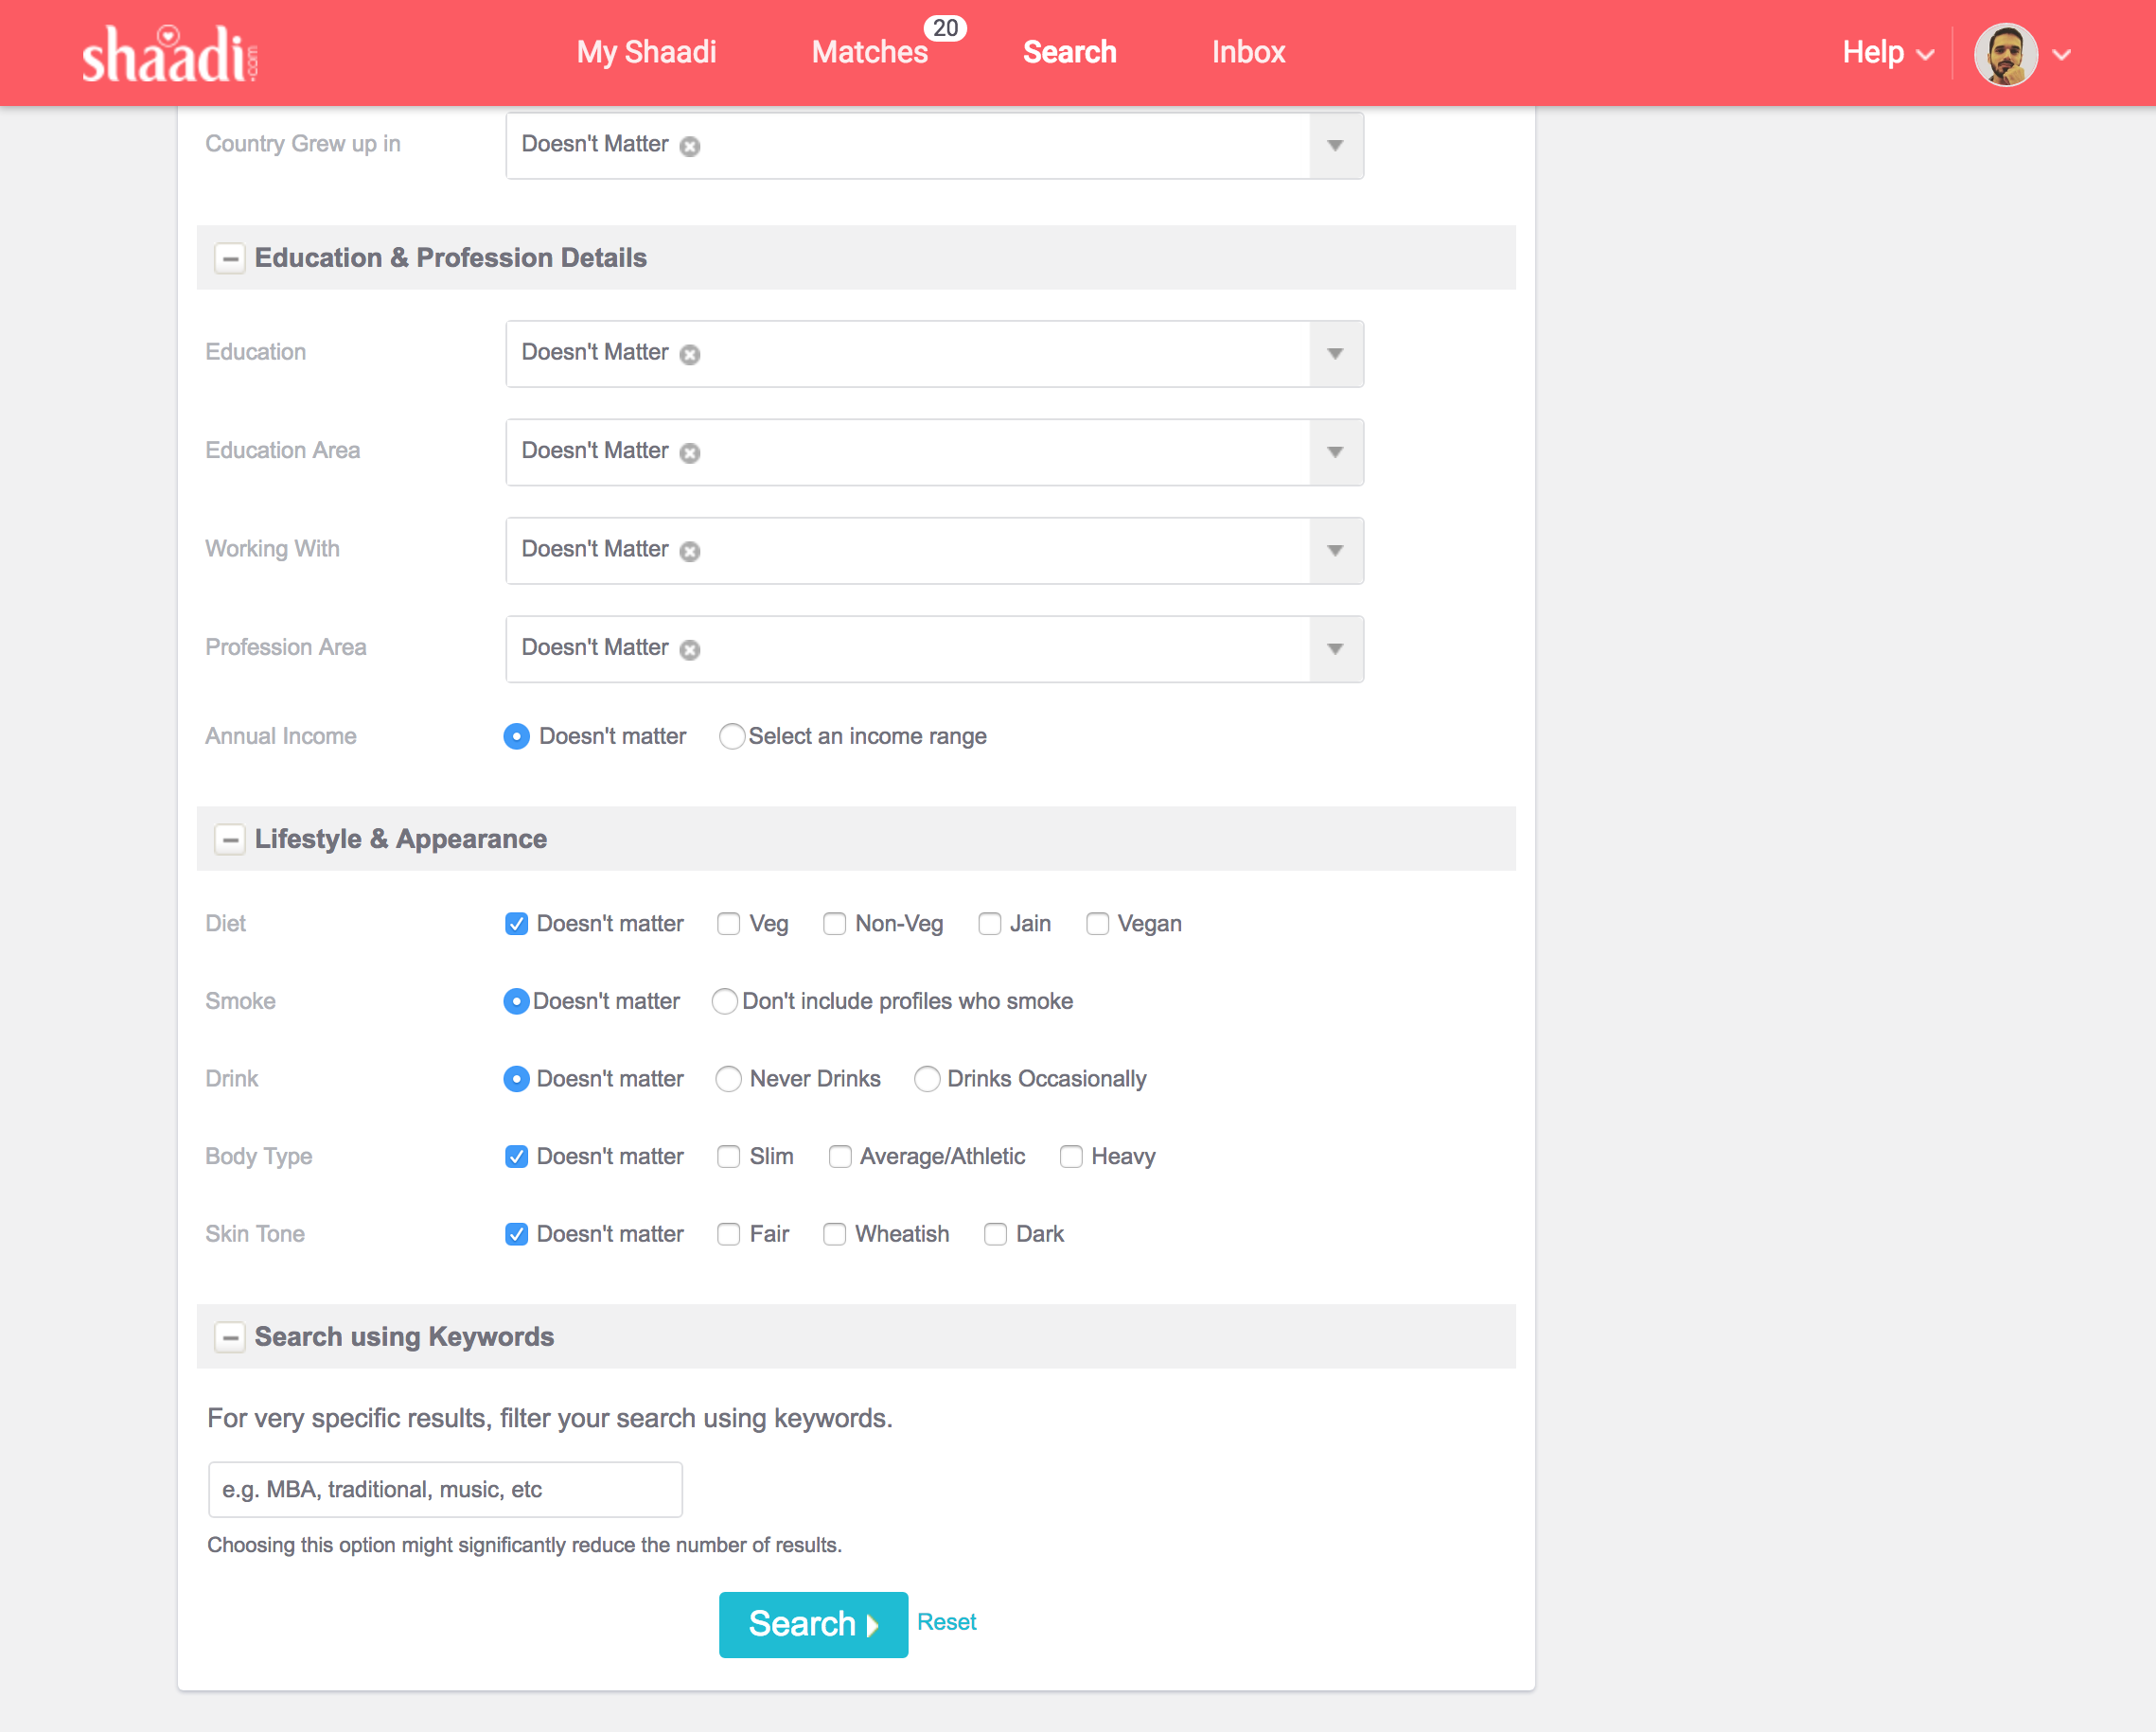 shaadi.com
My Shaadi Matches 20 Search Inbox Help
Country Grew up in Doesn't Matter
Education & Profession Details
Education Doesn't Matter
Education Area Doesn't Matter
Working With Doesn't Matter
Profession Area Doesn't Matter
Annual Income Doesn't matter Select an income range
Lifestyle & Appearance
Diet Doesn't matter Veg Non-Veg Jain Vegan
Smoke Doesn't matter Don't include profiles who smoke
Drink Doesn't matter Never Drinks Drinks Occasionally
Body Type Doesn't matter Slim Average/Athletic Heavy
Skin Tone Doesn't matter Fair Wheatish Dark
Search using Keywords
For very specific results, filter your search using keywords.
e.g. MBA, traditional, music, etc
Choosing this option might significantly reduce the number of results.
Search Reset